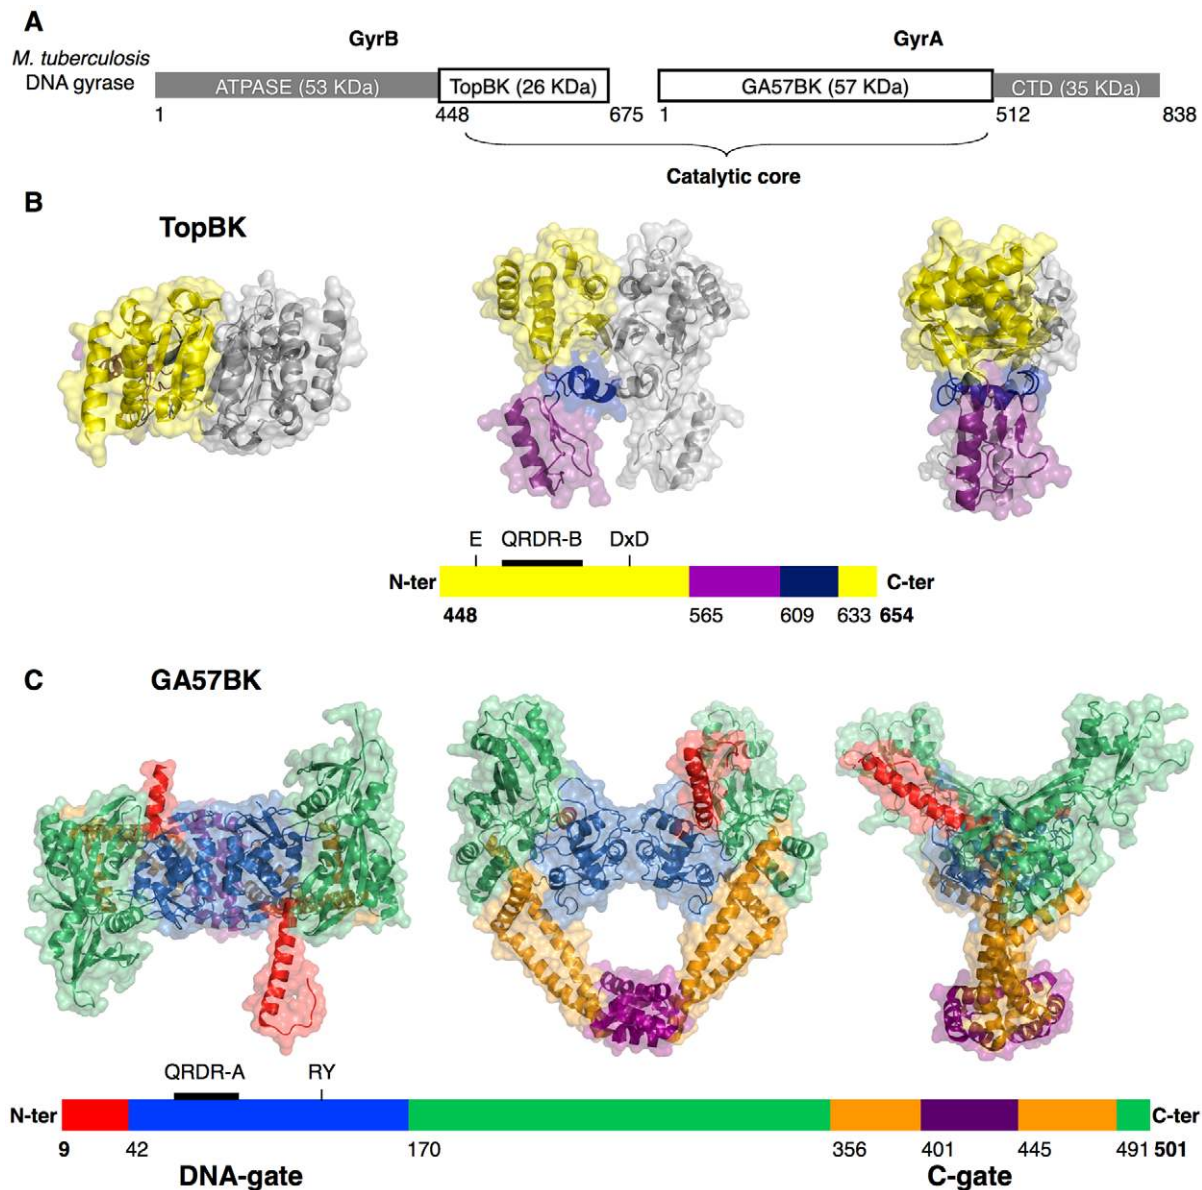 A
GyrB GyrA
M. tuberculosis
DNA gyrase
ATPASE (53 KDa) TopBK (26 KDa) GA57BK (57 KDa) CTD (35 KDa)
1 448 675 1 512 838
Catalytic core
B
TopBK
E QRDR-B DxD
N-ter C-ter
448 565 609 633 654
C
GA57BK
QRDR-A RY
N-ter C-ter
9 42 170 356 401 445 491 501
DNA-gate C-gate